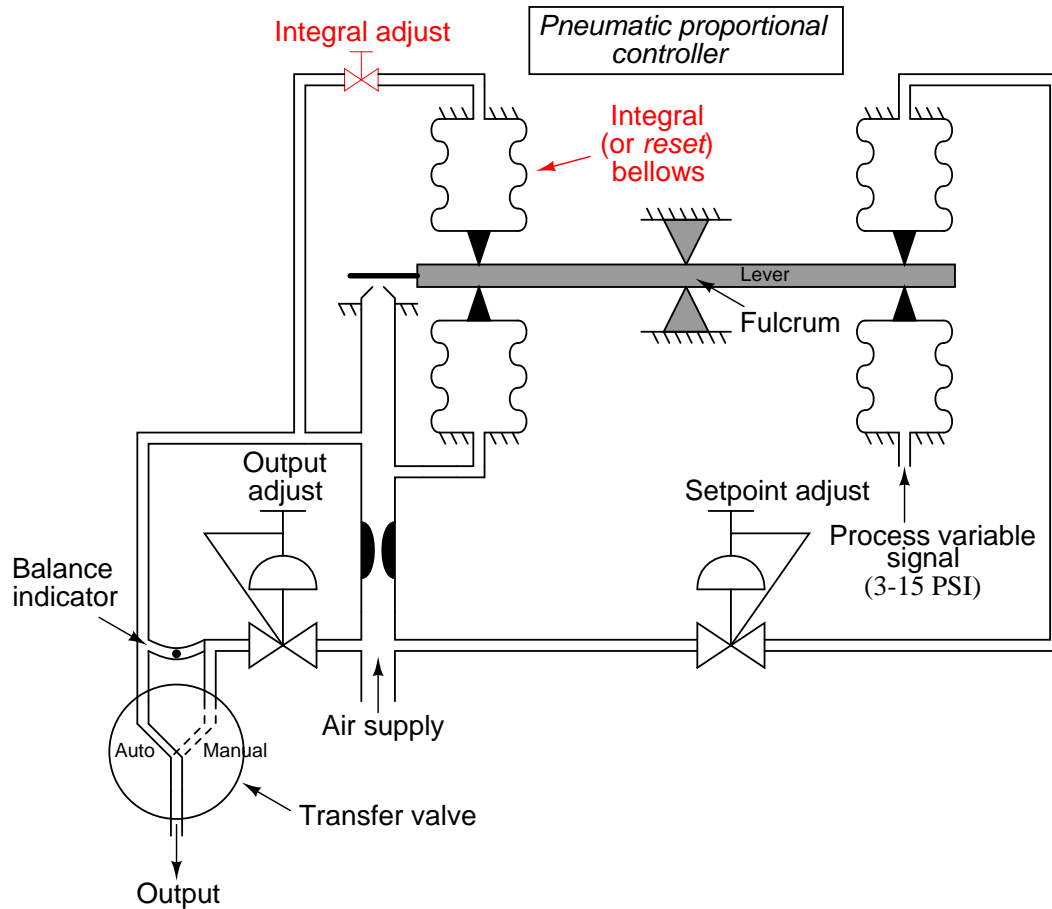 Integral adjust
Pneumatic proportional
controller
Integral
(or reset)
bellows
Lever
Fulcrum
Output
adjust
Setpoint adjust
Process variable
signal
(3-15 PSI)
Balance
indicator
Air supply
Auto
Manual
Transfer valve
Output